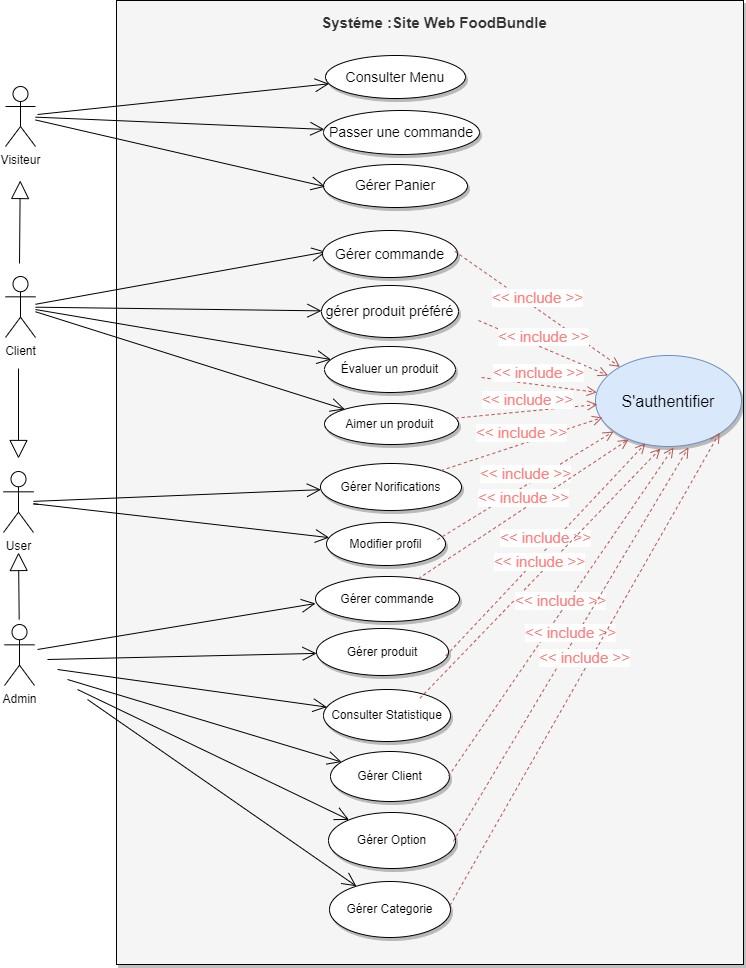 Systéme :Site Web FoodBundle
Visiteur
Consulter Menu
Passer une commande
Gérer Panier
Client
Gérer commande
gérer produit préféré
Évaluer un produit
Aimer un produit
User
Gérer Norifications
Modifier profil
Admin
Gérer commande
Gérer produit
Consulter Statistique
Gérer Client
Gérer Option
Gérer Categorie
<< include >>
<< include >>
<< include >>
<< include >>
<< include >>
<< include >>
<< include >>
<< include >>
<< include >>
<< include >>
<< include >>
<< include >>
S'authentifier